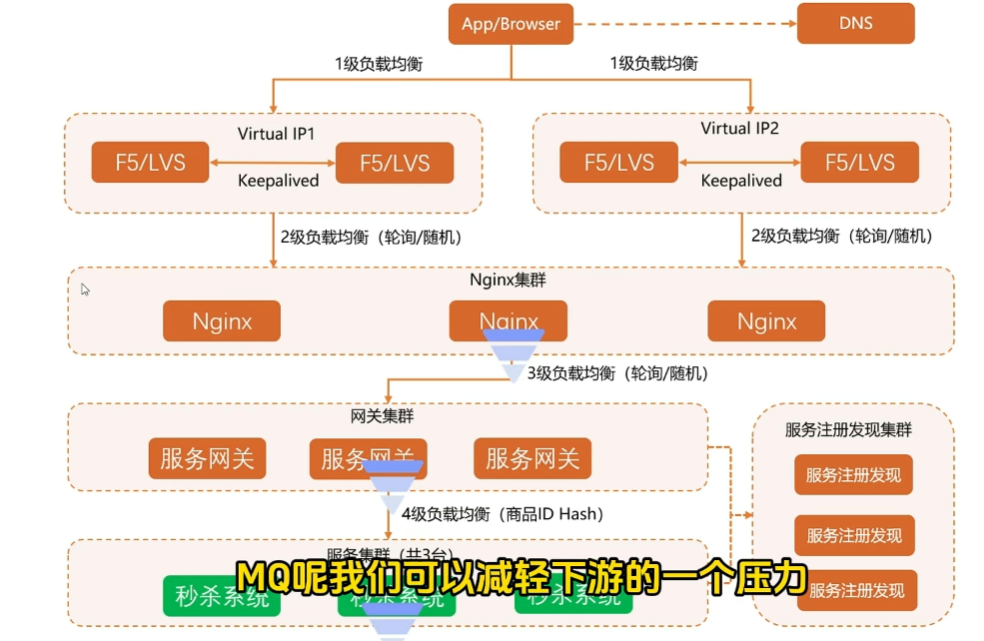 App/Browser
DNS
1级负载均衡
1级负载均衡
Virtual IP1
F5/LVS
F5/LVS
Keepalived
Virtual IP2
F5/LVS
F5/LVS
Keepalived
2级负载均衡（轮询/随机）
2级负载均衡（轮询/随机）
Nginx集群
Nginx
Nginx
Nginx
3级负载均衡（轮询/随机）
网关集群
服务网关
服务网关
服务网关
服务注册发现集群
服务注册发现
服务注册发现
服务注册发现
4级负载均衡（商品ID Hash）
服务集群（共3台）
秒杀系统
秒杀系统
秒杀系统
MQ呢我们可以减轻下游的一个压力